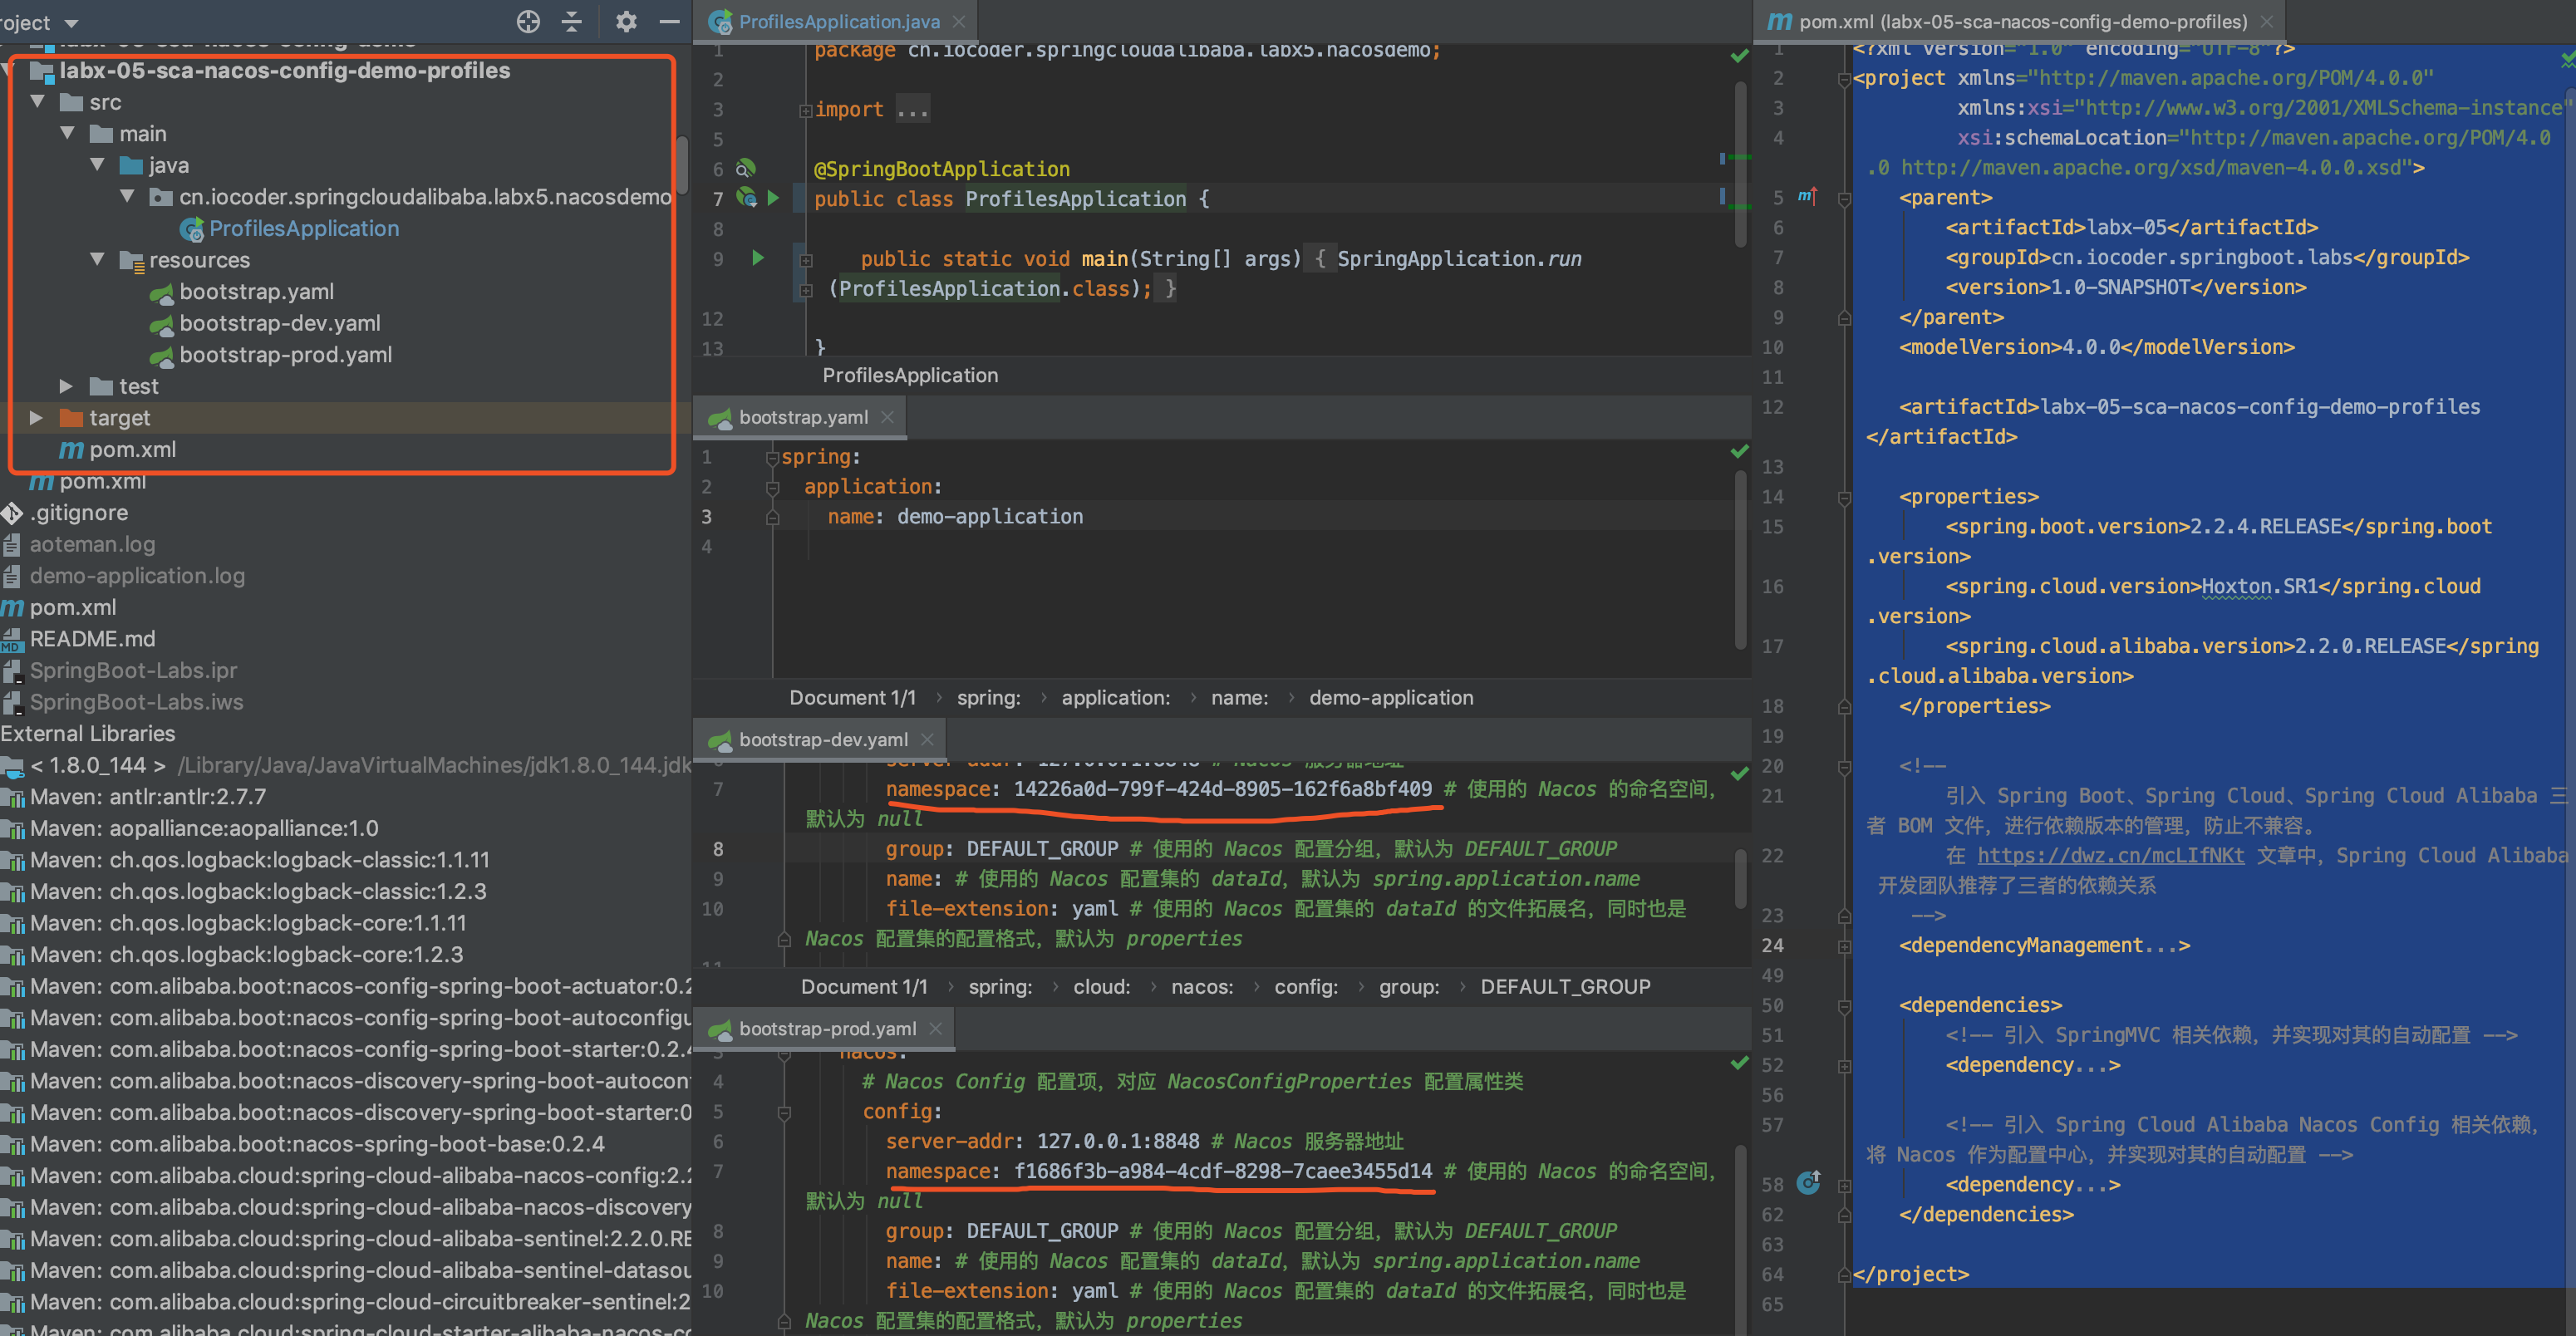 roject
labx-05-sca-nacos-config-demo
labx-05-sca-nacos-config-demo-profiles
src
main
java
cn.iocoder.springcloudalibaba.labx5.nacosdemo
ProfilesApplication
resources
bootstrap.yaml
bootstrap-dev.yaml
bootstrap-prod.yaml
test
target
pom.xml
pom.xml
.gitignore
aoteman.log
demo-application.log
pom.xml
README.md
SpringBoot-Labs.ipr
SpringBoot-Labs.iws
External Libraries
< 1.8.0_144 > /Library/Java/JavaVirtualMachines/jdk1.8.0_144.jdk
Maven: antlr:antlr:2.7.7
Maven: aopalliance:aopalliance:1.0
Maven: ch.qos.logback:logback-classic:1.1.11
Maven: ch.qos.logback:logback-classic:1.2.3
Maven: ch.qos.logback:logback-core:1.1.11
Maven: ch.qos.logback:logback-core:1.2.3
Maven: com.alibaba.boot:nacos-config-spring-boot-actuator:0.2
Maven: com.alibaba.boot:nacos-config-spring-boot-autoconfigu
Maven: com.alibaba.boot:nacos-config-spring-boot-starter:0.2.4
Maven: com.alibaba.boot:nacos-discovery-spring-boot-autocon
Maven: com.alibaba.boot:nacos-discovery-spring-boot-starter:0
Maven: com.alibaba.boot:nacos-spring-boot-base:0.2.4
Maven: com.alibaba.cloud:spring-cloud-alibaba-nacos-config:2.2
Maven: com.alibaba.cloud:spring-cloud-alibaba-nacos-discovery
Maven: com.alibaba.cloud:spring-cloud-alibaba-sentinel:2.2.0.RE
Maven: com.alibaba.cloud:spring-cloud-alibaba-sentinel-datasou
Maven: com.alibaba.cloud:spring-cloud-circuitbreaker-sentinel:2
Maven: com.alibaba.cloud:spring-cloud-starter-alibaba-nacos-co
ProfilesApplication.java
1 package cn.iocoder.springcloudalibaba.labx5.nacosdemo;
2
3 import ...
5
6 @SpringBootApplication
7 public class ProfilesApplication {
8
9 public static void main(String[] args) { SpringApplication.run
(ProfilesApplication.class); }
12
13 }
ProfilesApplication
bootstrap.yaml
1 spring:
2 application:
3 name: demo-application
4
Document 1/1 › spring: › application: › name: › demo-application
bootstrap-dev.yaml
6 server-addr: 127.0.0.1:8848 # Nacos 服务器地址
7 namespace: 14226a0d-799f-424d-8905-162f6a8bf409 # 使用的 Nacos 的命名空间，
默认为 null
8 group: DEFAULT_GROUP # 使用的 Nacos 配置分组，默认为 DEFAULT_GROUP
9 name: # 使用的 Nacos 配置集的 dataId，默认为 spring.application.name
10 file-extension: yaml # 使用的 Nacos 配置集的 dataId 的文件拓展名，同时也是
Nacos 配置集的配置格式，默认为 properties
11
Document 1/1 › spring: › cloud: › nacos: › config: › group: › DEFAULT_GROUP
bootstrap-prod.yaml
3 nacos:
4 # Nacos Config 配置项，对应 NacosConfigProperties 配置属性类
5 config:
6 server-addr: 127.0.0.1:8848 # Nacos 服务器地址
7 namespace: f1686f3b-a984-4cdf-8298-7caee3455d14 # 使用的 Nacos 的命名空间，
默认为 null
8 group: DEFAULT_GROUP # 使用的 Nacos 配置分组，默认为 DEFAULT_GROUP
9 name: # 使用的 Nacos 配置集的 dataId，默认为 spring.application.name
10 file-extension: yaml # 使用的 Nacos 配置集的 dataId 的文件拓展名，同时也是
Nacos 配置集的配置格式，默认为 properties
pom.xml (labx-05-sca-nacos-config-demo-profiles)
1 <?xml version="1.0" encoding="UTF-8"?>
2 <project xmlns="http://maven.apache.org/POM/4.0.0"
3 xmlns:xsi="http://www.w3.org/2001/XMLSchema-instance"
4 xsi:schemaLocation="http://maven.apache.org/POM/4.0
.0 http://maven.apache.org/xsd/maven-4.0.0.xsd">
5 <parent>
6 <artifactId>labx-05</artifactId>
7 <groupId>cn.iocoder.springboot.labs</groupId>
8 <version>1.0-SNAPSHOT</version>
9 </parent>
10 <modelVersion>4.0.0</modelVersion>
11
12 <artifactId>labx-05-sca-nacos-config-demo-profiles
</artifactId>
13
14 <properties>
15 <spring.boot.version>2.2.4.RELEASE</spring.boot
.version>
16 <spring.cloud.version>Hoxton.SR1</spring.cloud
.version>
17 <spring.cloud.alibaba.version>2.2.0.RELEASE</spring
.cloud.alibaba.version>
18 </properties>
19
20 <!--
21 引入 Spring Boot、Spring Cloud、Spring Cloud Alibaba 三
者 BOM 文件，进行依赖版本的管理，防止不兼容。
22 在 https://dwz.cn/mcLIfNKt 文章中，Spring Cloud Alibaba
开发团队推荐了三者的依赖关系
23 -->
24 <dependencyManagement...>
49
50 <dependencies>
51 <!-- 引入 SpringMVC 相关依赖，并实现对其的自动配置 -->
52 <dependency...>
56
57 <!-- 引入 Spring Cloud Alibaba Nacos Config 相关依赖，
将 Nacos 作为配置中心，并实现对其的自动配置 -->
58 <dependency...>
62 </dependencies>
63
64 </project>
65